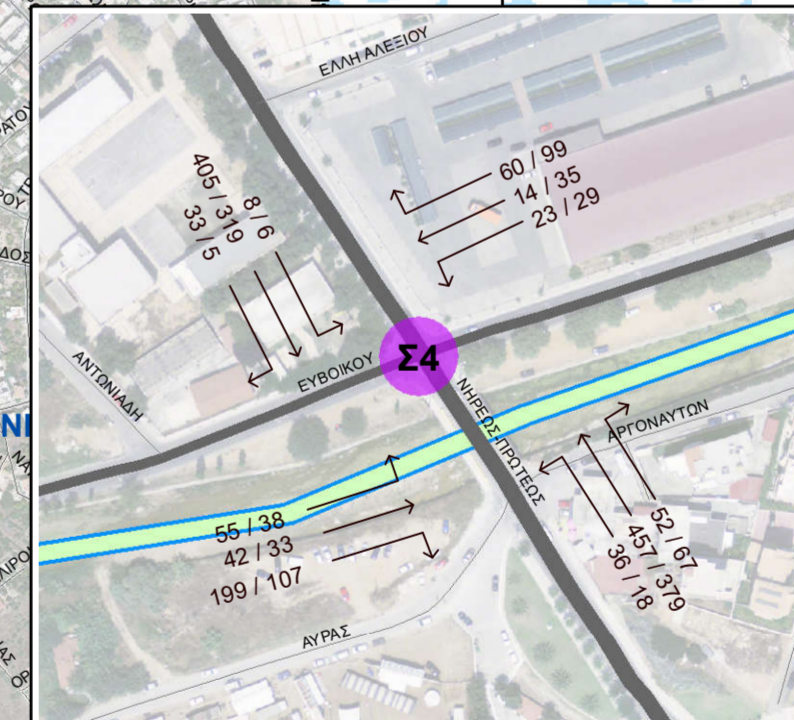 ΕΛΛΗ ΑΛΕΞΙΟΥ
60 / 99
14 / 35
23 / 29
8 / 6
405 / 319
33 / 5
ΑΝΤΩΝΙΑΔΗ
ΕΥΒΟΙΚΟΥ
Σ4
ΝΗΡΕΩΣ-ΠΡΩΤΕΩΣ
ΑΡΓΟΝΑΥΤΩΝ
55 / 38
42 / 33
199 / 107
52 / 67
457 / 379
36 / 18
ΑΥΡΑΣ